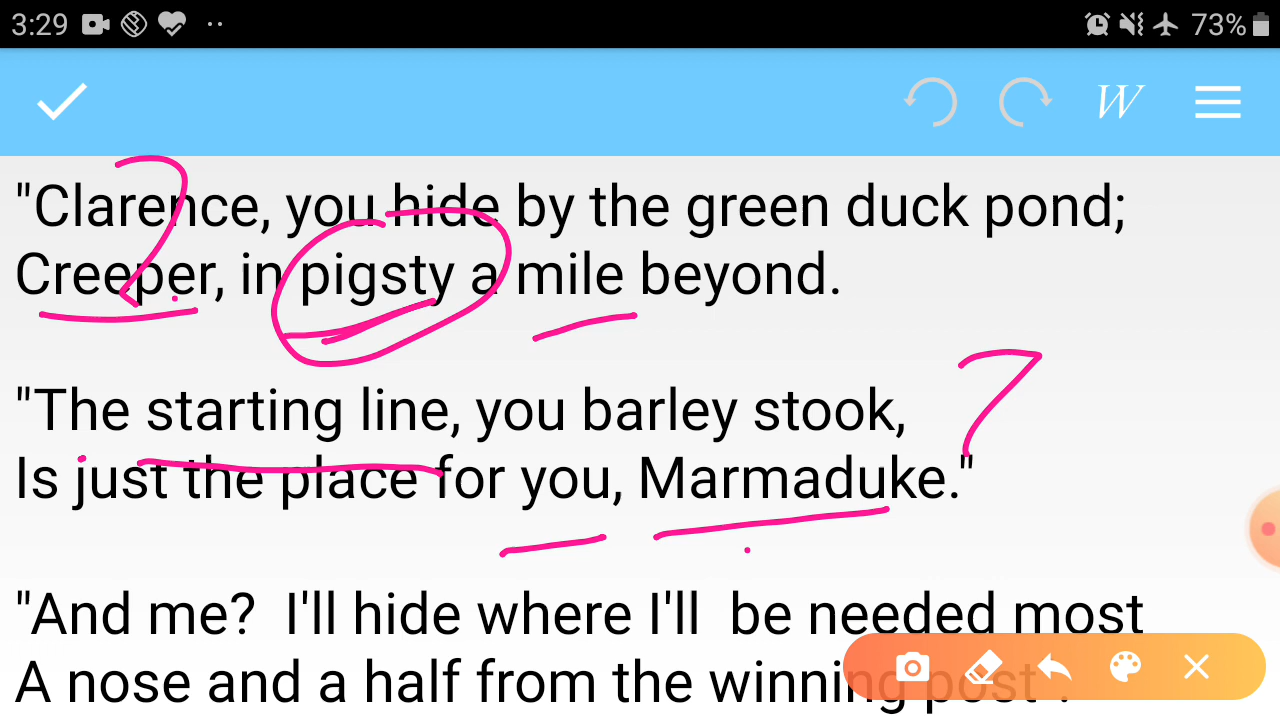 3:29
73%
W
"Clarence, you hide by the green duck pond;
Creeper, in pigsty a mile beyond.
?
"The starting line, you barley stook,
Is just the place for you, Marmaduke."
?
"And me?  I'll hide where I'll  be needed most
A nose and a half from the winning post".